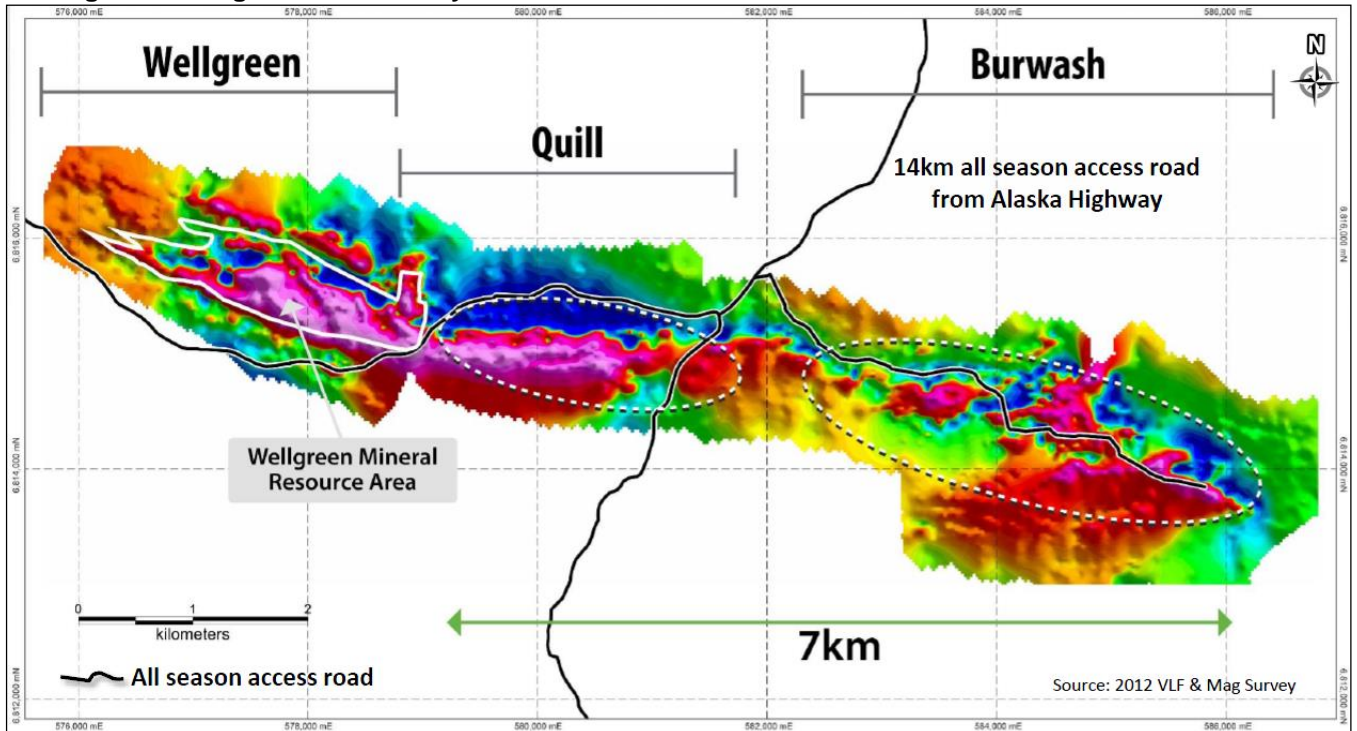 576,000 mE
578,000 mE
580,000 mE
582,000 mE
584,000 mE
586,000 mE
Wellgreen
Burwash
N
Quill
14km all season access road
from Alaska Highway
6,816,000 mN
6,816,000 mN
Wellgreen Mineral
Resource Area
6,814,000 mN
6,814,000 mN
0 1 2
kilometers
7km
All season access road
Source: 2012 VLF & Mag Survey
6,812,000 mN
6,812,000 mN
576,000 mE
578,000 mE
580,000 mE
582,000 mE
584,000 mE
586,000 mE